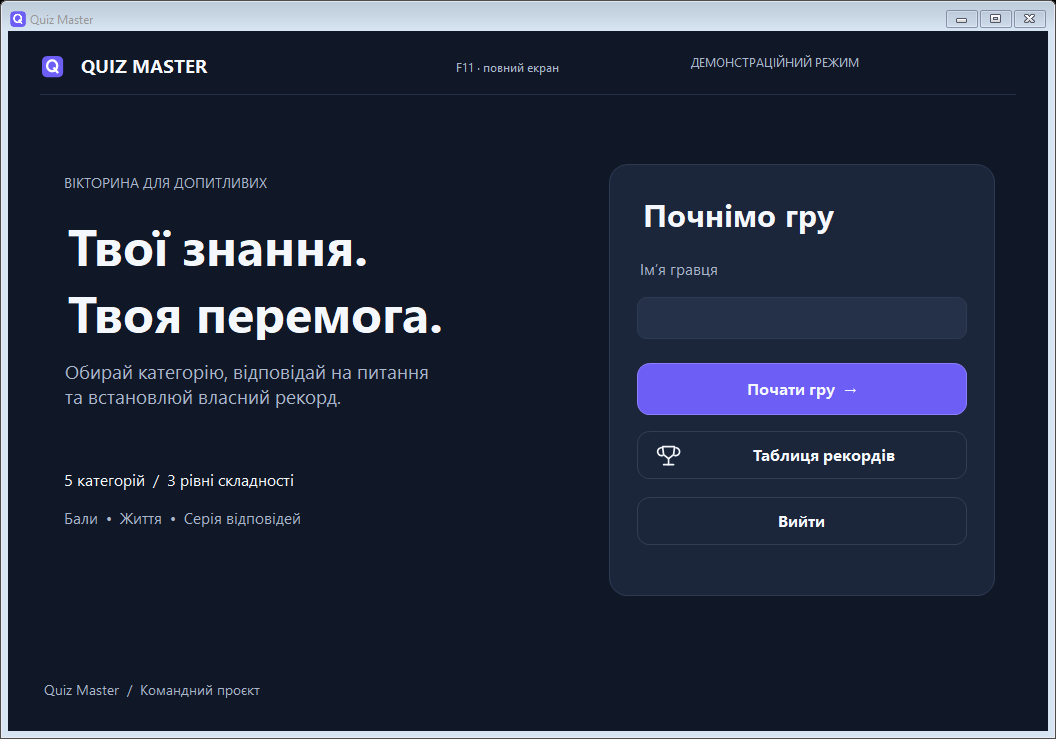 Quiz Master
QUIZ MASTER
F11 · повний екран
ДЕМОНСТРАЦІЙНИЙ РЕЖИМ
ВІКТОРИНА ДЛЯ ДОПИТЛИВИХ
Твої знання.
Твоя перемога.
Обирай категорію, відповідай на питання
та встановлюй власний рекорд.
5 категорій / 3 рівні складності
Бали • Життя • Серія відповідей
Почнімо гру
Ім’я гравця
Почати гру →
Таблиця рекордів
Вийти
Quiz Master / Командний проєкт